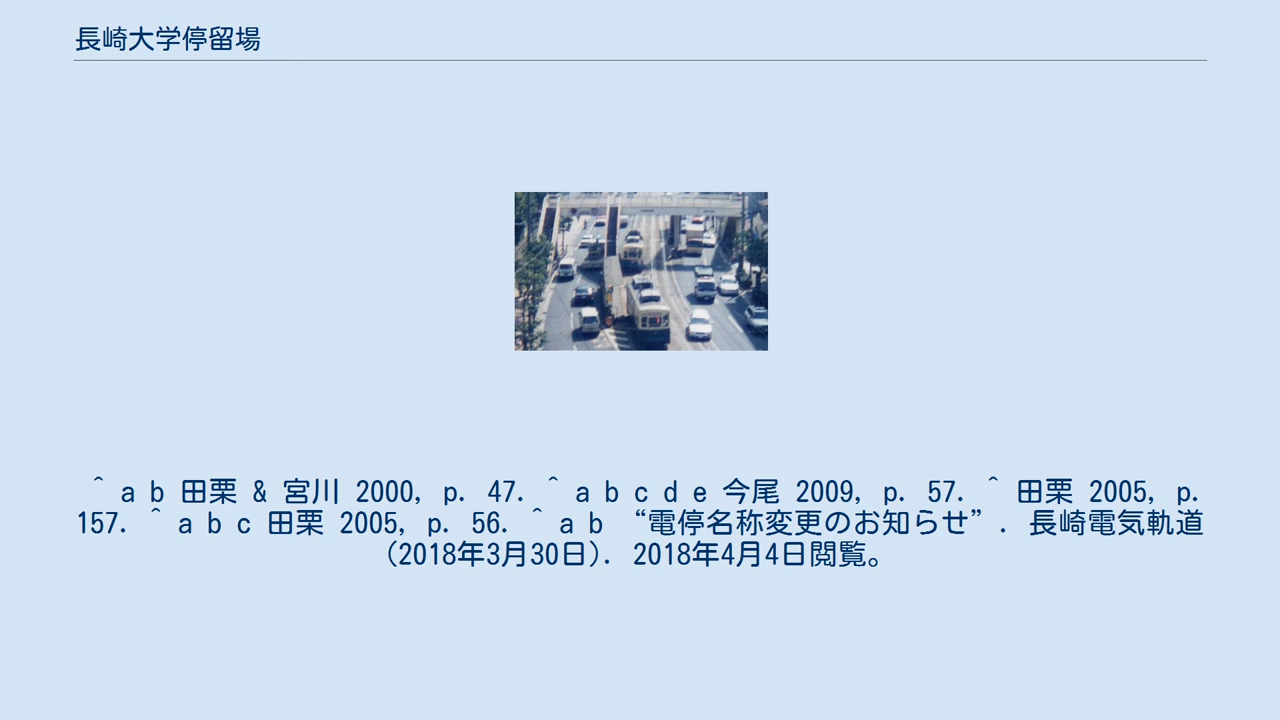 長崎大学停留場
^ a b 田栗 & 宮川 2000, p. 47. ^ a b c d e 今尾 2009, p. 57. ^ 田栗 2005, p.
157. ^ a b c 田栗 2005, p. 56. ^ a b “電停名称変更のお知らせ”. 長崎電気軌道
(2018年3月30日). 2018年4月4日閲覧。